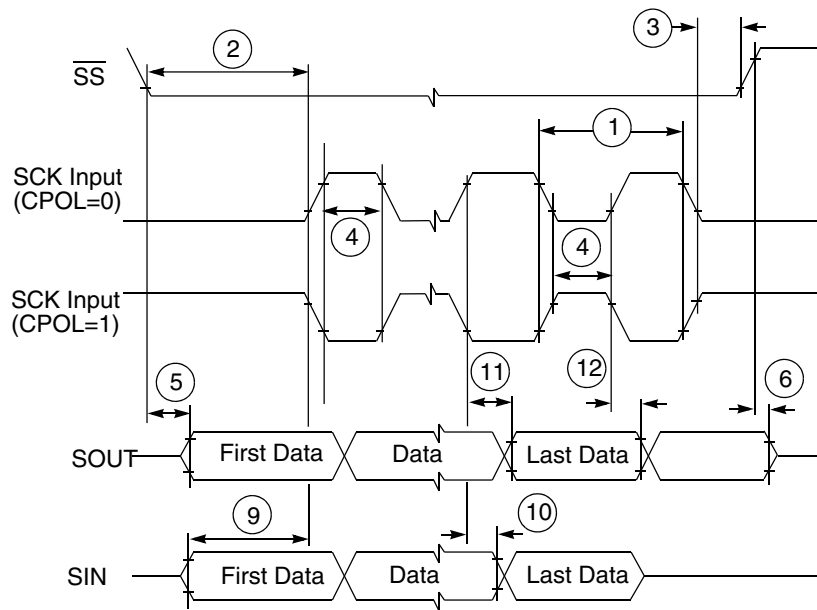 3
2
SS
1
SCK Input
(CPOL=0)
4
4
SCK Input
(CPOL=1)
5
11
12
6
SOUT
First Data
Data
Last Data
9
10
SIN
First Data
Data
Last Data